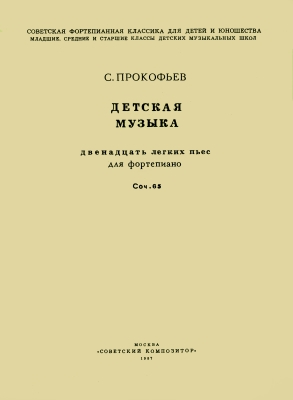 СОВЕТСКАЯ ФОРТЕПИАННАЯ КЛАССИКА ДЛЯ ДЕТЕЙ И ЮНОШЕСТВА
МЛАДШИЕ, СРЕДНИЕ И СТАРШИЕ КЛАССЫ ДЕТСКИХ МУЗЫКАЛЬНЫХ ШКОЛ
С. ПРОКОФЬЕВ
ДЕТСКАЯ
МУЗЫКА
двенадцать легких пьес
для фортепиано
Соч. 65
МОСКВА
«СОВЕТСКИЙ КОМПОЗИТОР»
1967